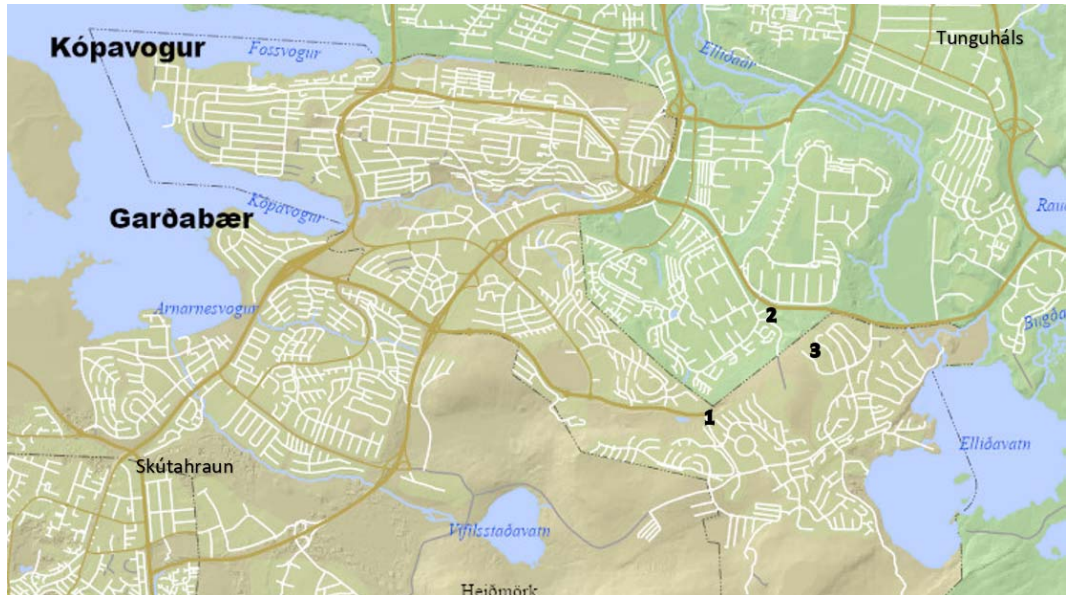 Kópavogur
Fossvogur
Elliðaár
Tunguháls
Garðabær
Kópavogur
Arnarnesvogur
2
3
1
Elliðavatn
Skútahraun
Vífilsstaðavatn
Heiðmörk